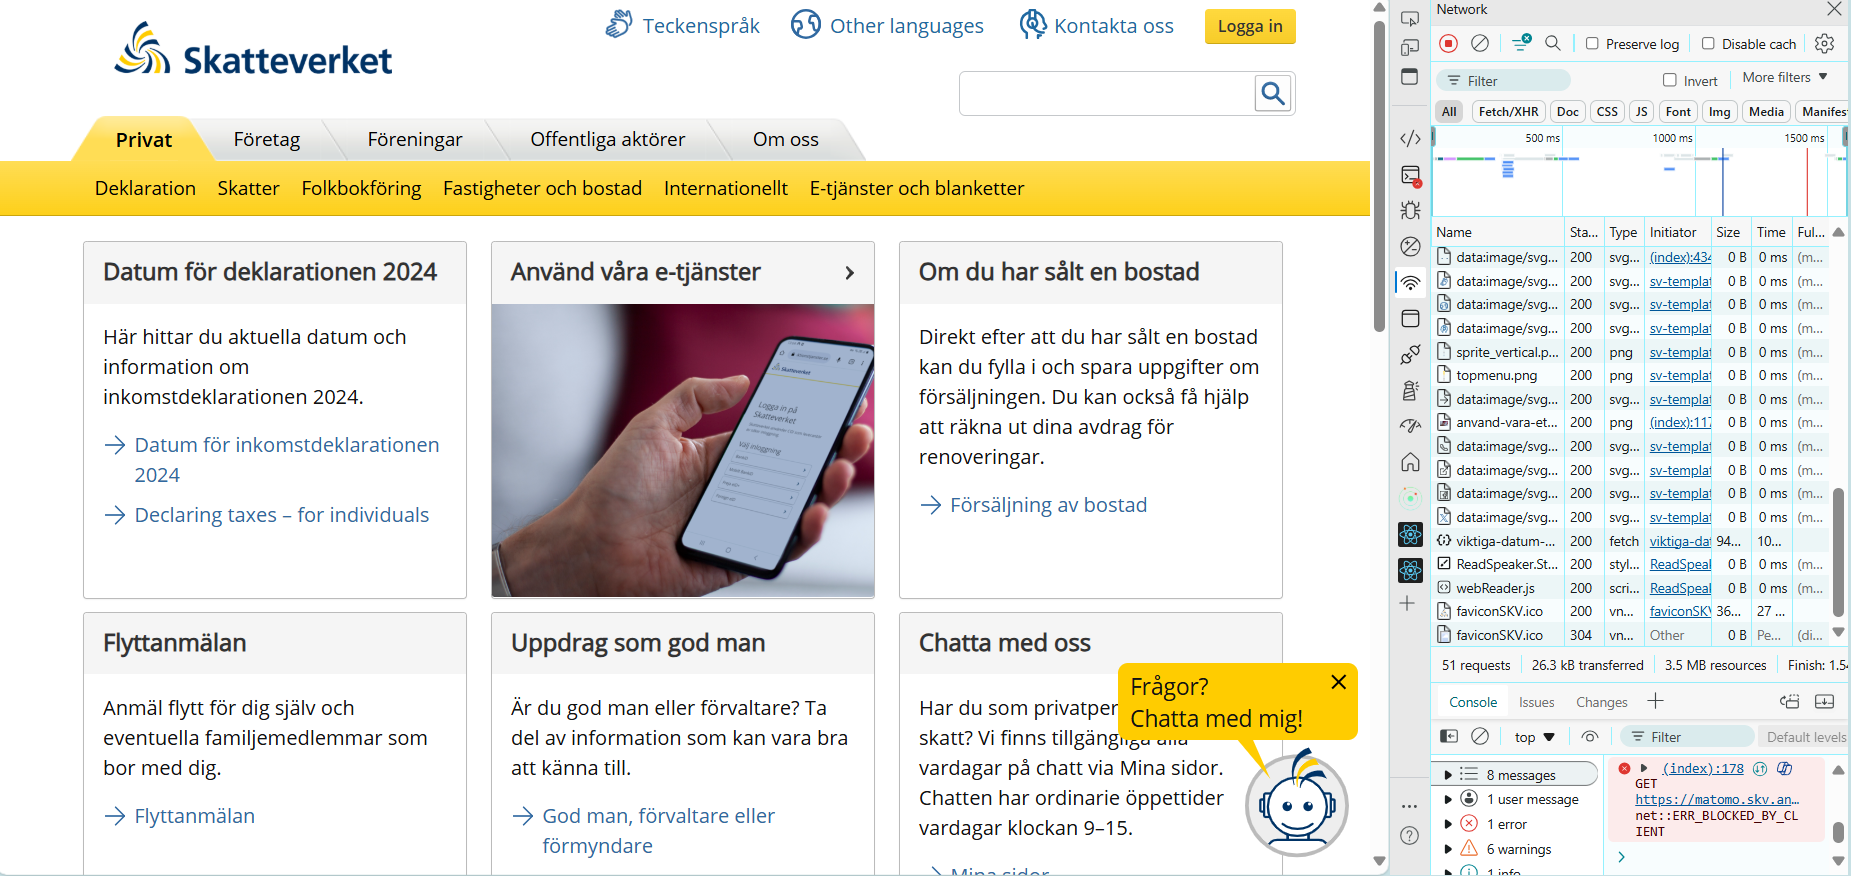 Teckenspråk
Other languages
Kontakta oss
Logga in
Skatteverket
Privat
Företag
Föreningar
Offentliga aktörer
Om oss
Deklaration
Skatter
Folkbokföring
Fastigheter och bostad
Internationellt
E-tjänster och blanketter
Datum för deklarationen 2024
Här hittar du aktuella datum och
information om
inkomstdeklarationen 2024.
Datum för inkomstdeklarationen
2024
Declaring taxes – for individuals
Använd våra e-tjänster
Skatteverket
Logga in på
Skatteverket
Välj inloggning
Om du har sålt en bostad
Direkt efter att du har sålt en bostad
kan du fylla i och spara uppgifter om
försäljningen. Du kan också få hjälp
att räkna ut dina avdrag för
renoveringar.
Försäljning av bostad
Flyttanmälan
Anmäl flytt för dig själv och
eventuella familjemedlemmar som
bor med dig.
Flyttanmälan
Uppdrag som god man
Är du god man eller förvaltare? Ta
del av information som kan vara bra
att känna till.
God man, förvaltare eller
förmyndare
Chatta med oss
Har du som privatper
skatt? Vi finns tillgängliga alla
vardagar på chatt via Mina sidor.
Chatten har ordinarie öppettider
vardagar klockan 9–15.
Mina sidor
Frågor?
Chatta med mig!
Network
Preserve log
Disable cach
Filter
Invert
More filters
All
Fetch/XHR
Doc
CSS
JS
Font
Img
Media
Manifes
500 ms
1000 ms
1500 ms
Name Sta... Type Initiator Size Time Ful...
data:image/svg... 200 svg... (index):434 0 B 0 ms (m...
data:image/svg... 200 svg... sv-templat 0 B 0 ms (m...
data:image/svg... 200 svg... sv-templat 0 B 0 ms (m...
data:image/svg... 200 svg... sv-templat 0 B 0 ms (m...
sprite_vertical.p... 200 png sv-templat 0 B 0 ms (m...
topmenu.png 200 png sv-templat 0 B 0 ms (m...
data:image/svg... 200 svg... sv-templat 0 B 0 ms (m...
anvand-vara-et... 200 png (index):117 0 B 0 ms (m...
data:image/svg... 200 svg... sv-templat 0 B 0 ms (m...
data:image/svg... 200 svg... sv-templat 0 B 0 ms (m...
data:image/svg... 200 svg... sv-templat 0 B 0 ms (m...
data:image/svg... 200 svg... sv-templat 0 B 0 ms (m...
viktiga-datum-... 200 fetch viktiga-dat 94... 10...
ReadSpeaker.St... 200 styl... ReadSpeal 0 B 0 ms (m...
webReader.js 200 scri... ReadSpeal 0 B 0 ms (m...
faviconSKV.ico 200 vn... faviconSKV 36... 27 ...
faviconSKV.ico 304 vn... Other 0 B Pe... (di...
51 requests
26.3 kB transferred
3.5 MB resources
Finish: 1.54
Console
Issues
Changes
top
Filter
Default levels
8 messages
1 user message
1 error
6 warnings
1 info
(index):178
GET
https://matomo.skv.an…
net::ERR_BLOCKED_BY_CL
IENT